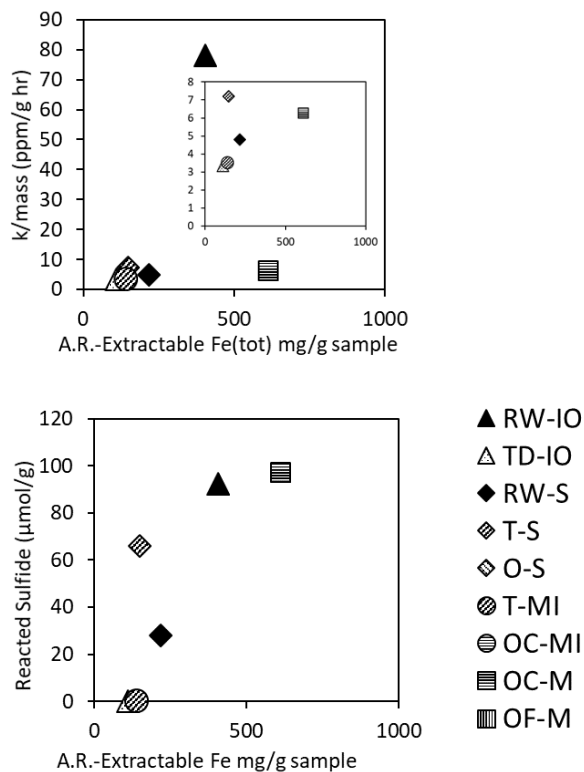 k/mass (ppm/g hr)
90
80
70
60
50
40
30
20
10
0
0 500 1000
8
7
6
5
4
3
2
1
0
0 500 1000
A.R.-Extractable Fe(tot) mg/g sample
Reacted Sulfide (µmol/g)
120
100
80
60
40
20
0
0 500 1000
A.R.-Extractable Fe mg/g sample
RW-IO
TD-IO
RW-S
T-S
O-S
T-MI
OC-MI
OC-M
OF-M